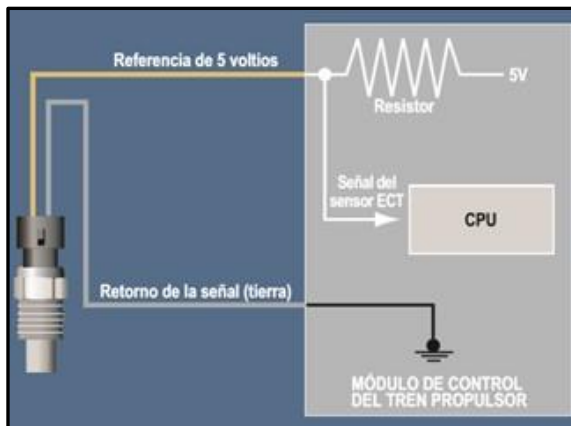 Referencia de 5 voltios
5V
Resistor
Señal del
sensor ECT
CPU
Retorno de la señal (tierra)
MÓDULO DE CONTROL
DEL TREN PROPULSOR